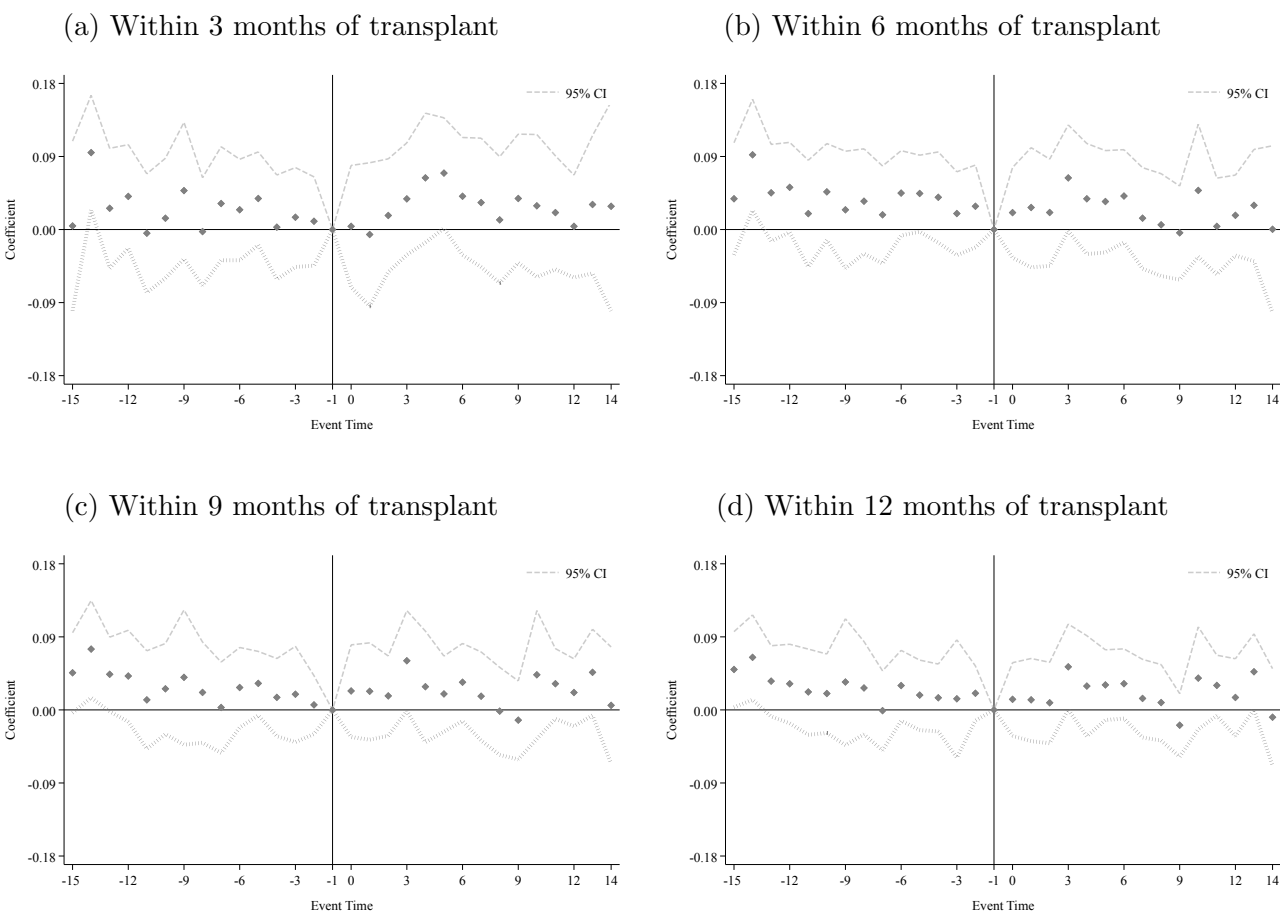 (a) Within 3 months of transplant
0.18
0.09
0.00
-0.09
-0.18
Coefficient
95% CI
-15 -12 -9 -6 -3 -1 0 3 6 9 12 14
Event Time
(b) Within 6 months of transplant
0.18
0.09
0.00
-0.09
-0.18
Coefficient
95% CI
-15 -12 -9 -6 -3 -1 0 3 6 9 12 14
Event Time
(c) Within 9 months of transplant
0.18
0.09
0.00
-0.09
-0.18
Coefficient
95% CI
-15 -12 -9 -6 -3 -1 0 3 6 9 12 14
Event Time
(d) Within 12 months of transplant
0.18
0.09
0.00
-0.09
-0.18
Coefficient
95% CI
-15 -12 -9 -6 -3 -1 0 3 6 9 12 14
Event Time